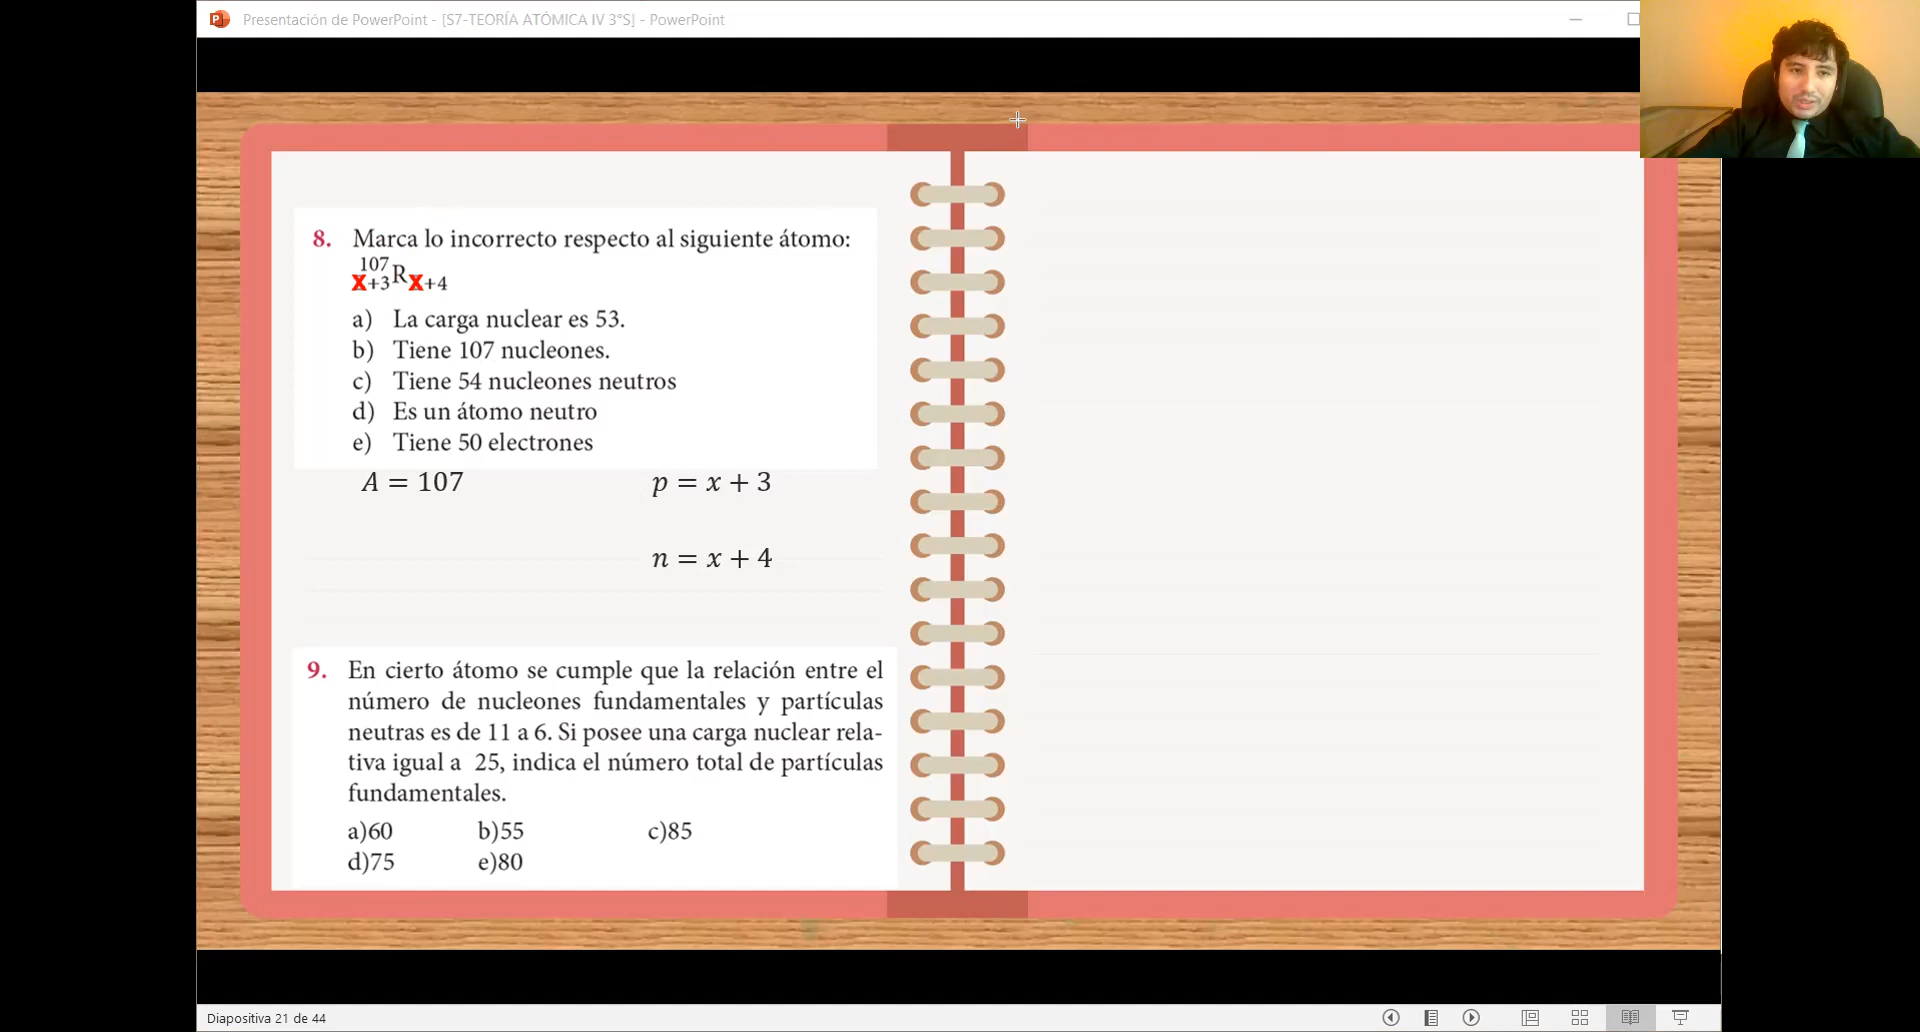 Presentación de PowerPoint - [S7-TEORÍA ATÓMICA IV 3°S] - PowerPoint
8. Marca lo incorrecto respecto al siguiente átomo:
107
x+3 R x+4
a) La carga nuclear es 53.
b) Tiene 107 nucleones.
c) Tiene 54 nucleones neutros
d) Es un átomo neutro
e) Tiene 50 electrones
A = 107 p = x + 3
n = x + 4
9. En cierto átomo se cumple que la relación entre el
número de nucleones fundamentales y partículas
neutras es de 11 a 6. Si posee una carga nuclear rela-
tiva igual a 25, indica el número total de partículas
fundamentales.
a)60 b)55 c)85
d)75 e)80
Diapositiva 21 de 44